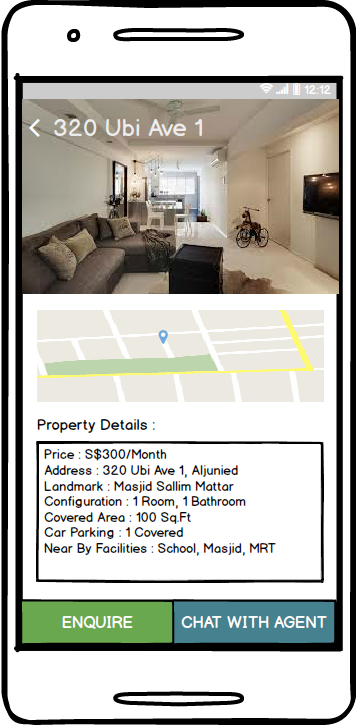 12:12
320 Ubi Ave 1
Property Details :
Price : S$300/Month
Address : 320 Ubi Ave 1, Aljunied
Landmark : Masjid Sallim Mattar
Configuration : 1 Room, 1 Bathroom
Covered Area : 100 Sq.Ft
Car Parking : 1 Covered
Near By Facilities : School, Masjid, MRT
ENQUIRE
CHAT WITH AGENT